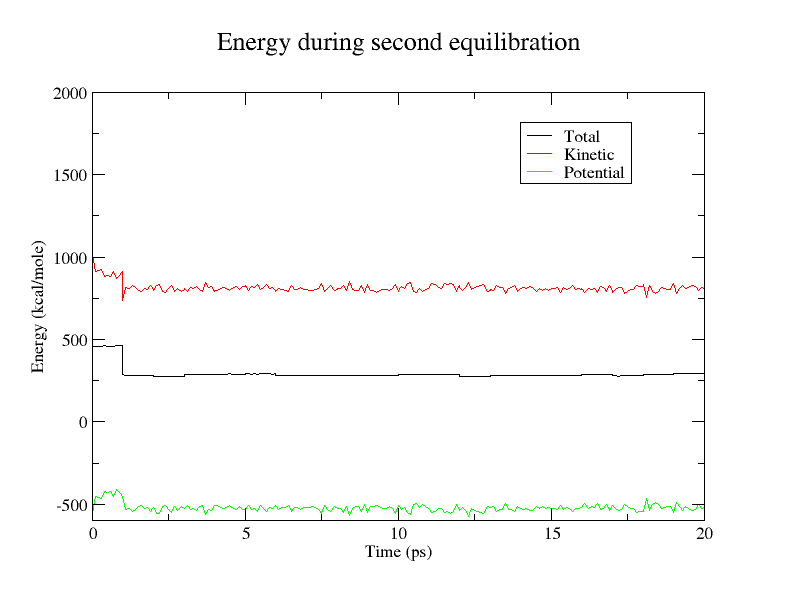 Energy during second equilibration
2000
1500
1000
500
0
-500
Energy (kcal/mole)
Total
Kinetic
Potential
0 5 10 15 20
Time (ps)